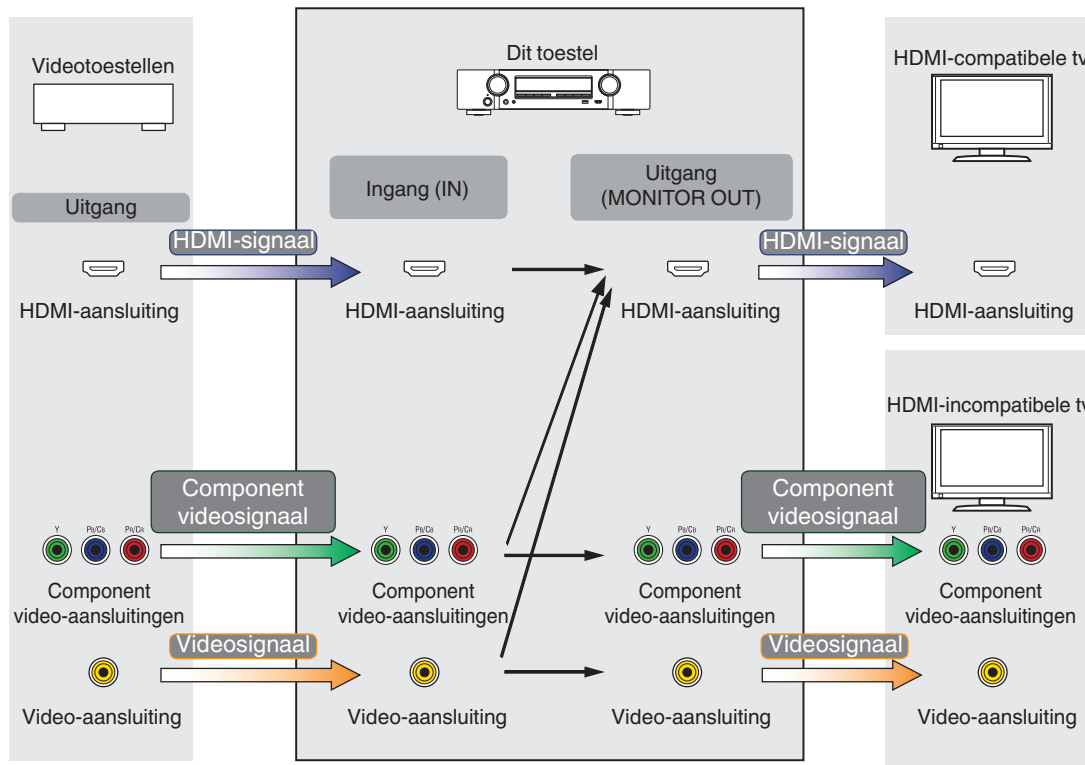 Videotoestellen
Dit toestel
HDMI-compatibele tv
Uitgang
Ingang (IN)
Uitgang
(MONITOR OUT)
HDMI-signaal
HDMI-signaal
HDMI-aansluiting
HDMI-aansluiting
HDMI-aansluiting
HDMI-aansluiting
HDMI-incompatibele tv
Component
videosignaal
Component
videosignaal
Y PB/CB PR/CR
Y PB/CB PR/CR
Y PB/CB PR/CR
Y PB/CB PR/CR
Component
video-aansluitingen
Component
video-aansluitingen
Component
video-aansluitingen
Component
video-aansluitingen
Videosignaal
Videosignaal
Video-aansluiting
Video-aansluiting
Video-aansluiting
Video-aansluiting